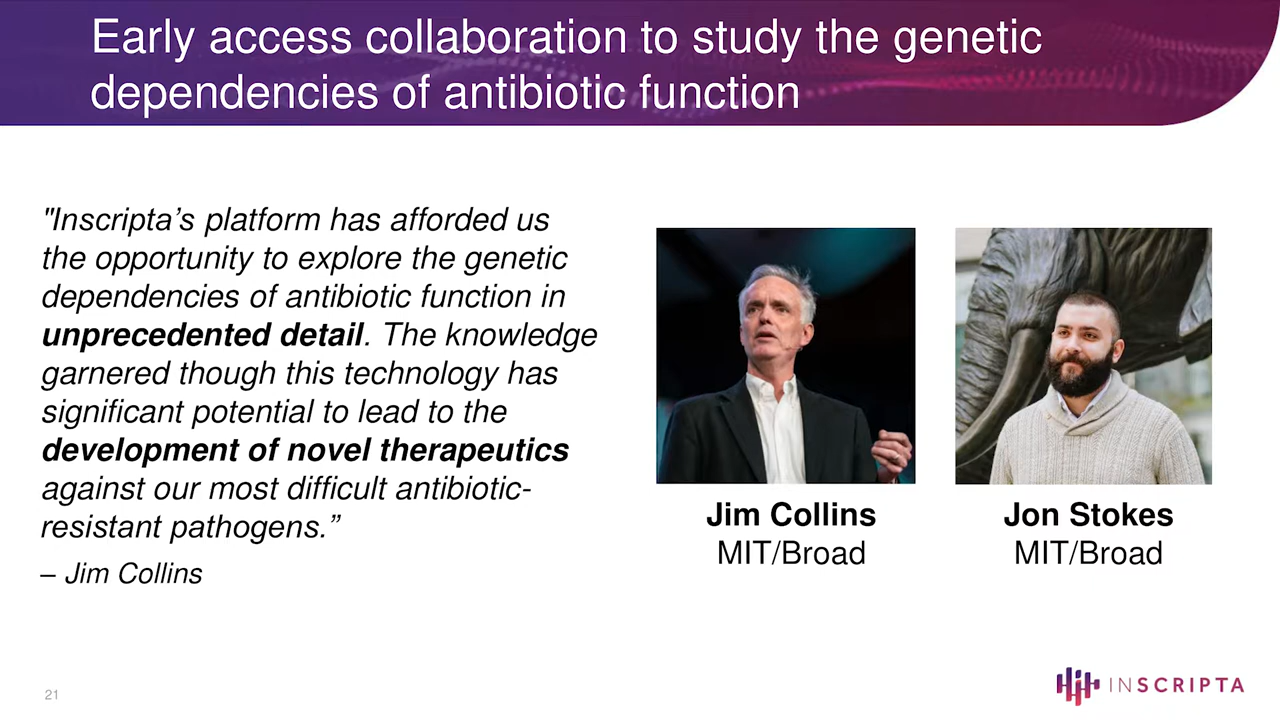 Early access collaboration to study the genetic
dependencies of antibiotic function
"Inscripta’s platform has afforded us
the opportunity to explore the genetic
dependencies of antibiotic function in
unprecedented detail. The knowledge
garnered though this technology has
significant potential to lead to the
development of novel therapeutics
against our most difficult antibiotic-
resistant pathogens.”
– Jim Collins
Jim Collins
MIT/Broad
Jon Stokes
MIT/Broad
21
INSCRIPTA